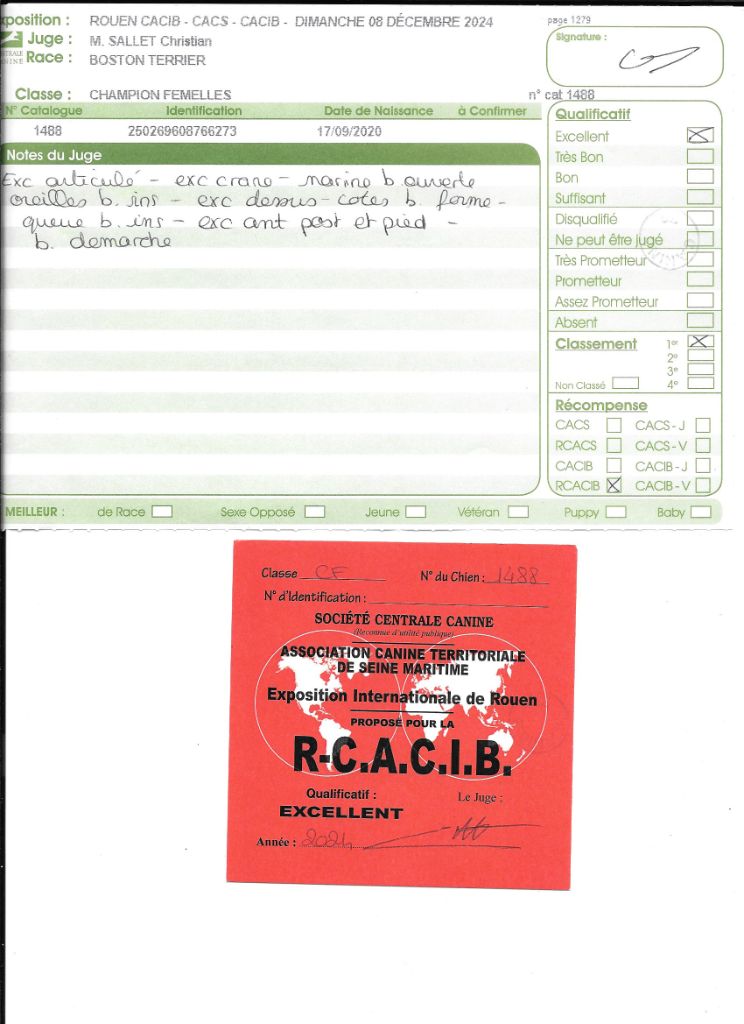 xposition : ROUEN CACIB - CACS - CACIB - DIMANCHE 08 DÉCEMBRE 2024
page 1279
Juge : M. SALLET Christian
Signature :
Race : BOSTON TERRIER
Classe : CHAMPION FEMELLES
n° cat 1488
N° Catalogue Identification Date de Naissance à Confirmer
1488 250269608766273 17/09/2020
Notes du Juge
Exc articulé - exc crane - narine b ouverte
oreilles b. ins - exc dessus - cotes b. forme -
queue b. ins - exc ant post et pied -
b. demarche
Qualificatif
Excellent
Très Bon
Bon
Suffisant
Disqualifié
Ne peut être jugé
Très Prometteur
Prometteur
Assez Prometteur
Absent
Classement 1er
2e
3e
Non Classé 4e
Récompense
CACS CACS - J
RCACS CACS - V
CACIB CACIB - J
RCACIB CACIB - V
MEILLEUR : de Race Sexe Opposé Jeune Vétéran Puppy Baby
Classe CF N° du Chien : 1488
N° d'Identification :
SOCIÉTÉ CENTRALE CANINE
(Reconnue d'utilité publique)
ASSOCIATION CANINE TERRITORIALE
DE SEINE MARITIME
Exposition Internationale de Rouen
PROPOSÉ POUR LA
R-C.A.C.I.B.
Qualificatif : Le Juge :
EXCELLENT
Année : 2024